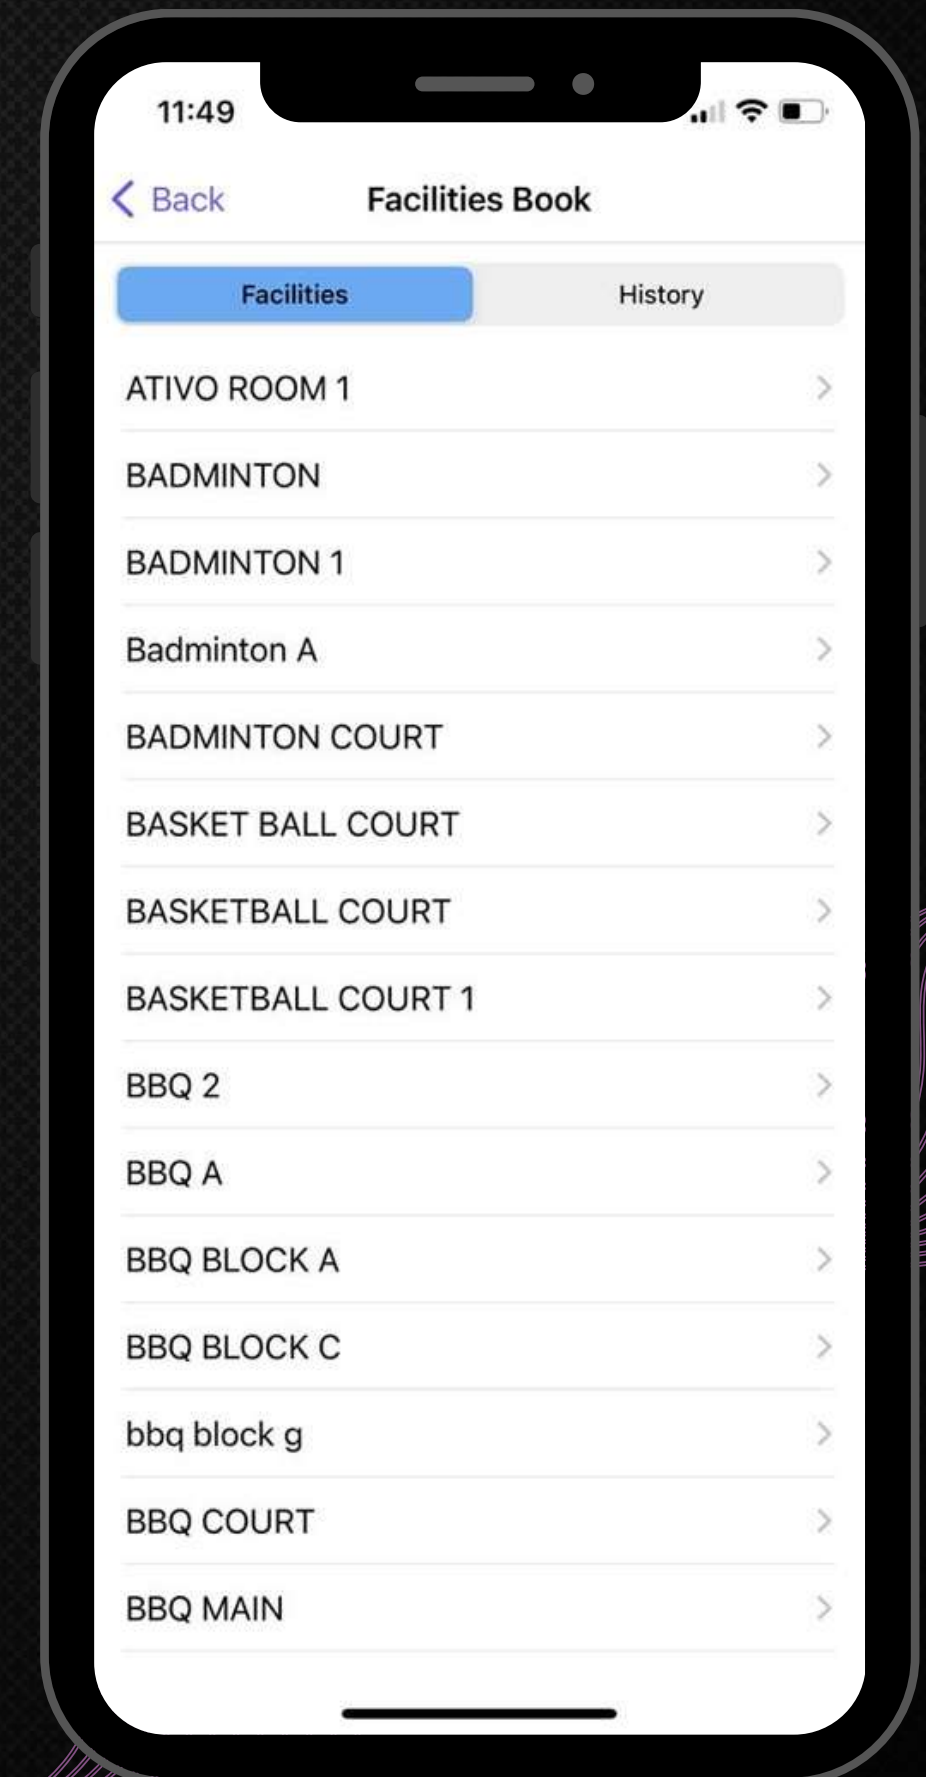 11:49
Back
Facilities Book
Facilities
History
ATIVO ROOM 1
BADMINTON
BADMINTON 1
Badminton A
BADMINTON COURT
BASKET BALL COURT
BASKETBALL COURT
BASKETBALL COURT 1
BBQ 2
BBQ A
BBQ BLOCK A
BBQ BLOCK C
bbq block g
BBQ COURT
BBQ MAIN